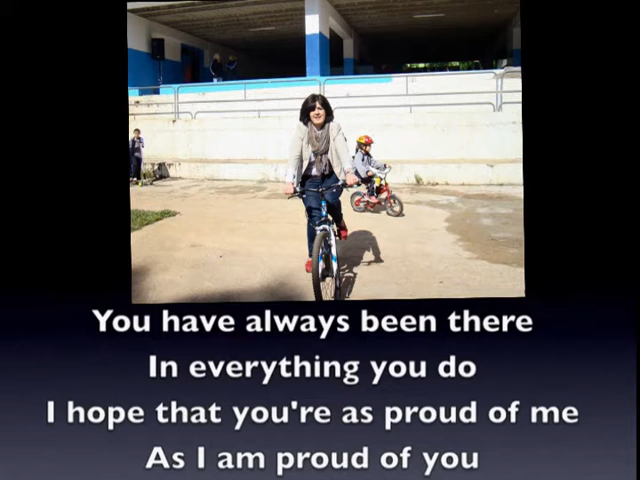 You have always been there
In everything you do
I hope that you're as proud of me
As I am proud of you